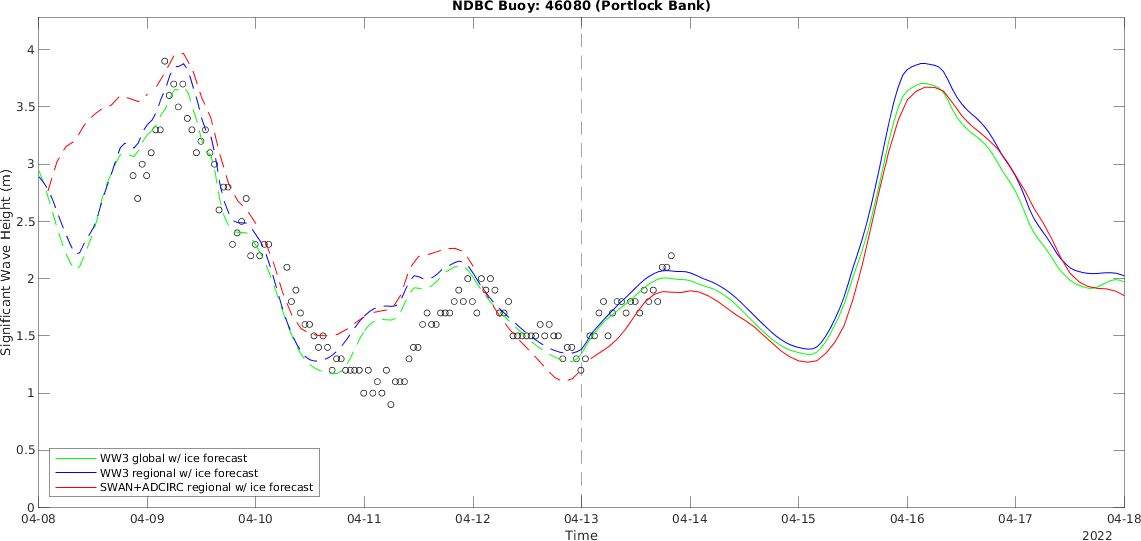 NDBC Buoy: 46080 (Portlock Bank)
Significant Wave Height (m)
4
3.5
3
2.5
2
1.5
1
0.5
0
WW3 global w/ ice forecast
WW3 regional w/ ice forecast
SWAN+ADCIRC regional w/ ice forecast
04-08 04-09 04-10 04-11 04-12 04-13 04-14 04-15 04-16 04-17 04-18
Time
2022